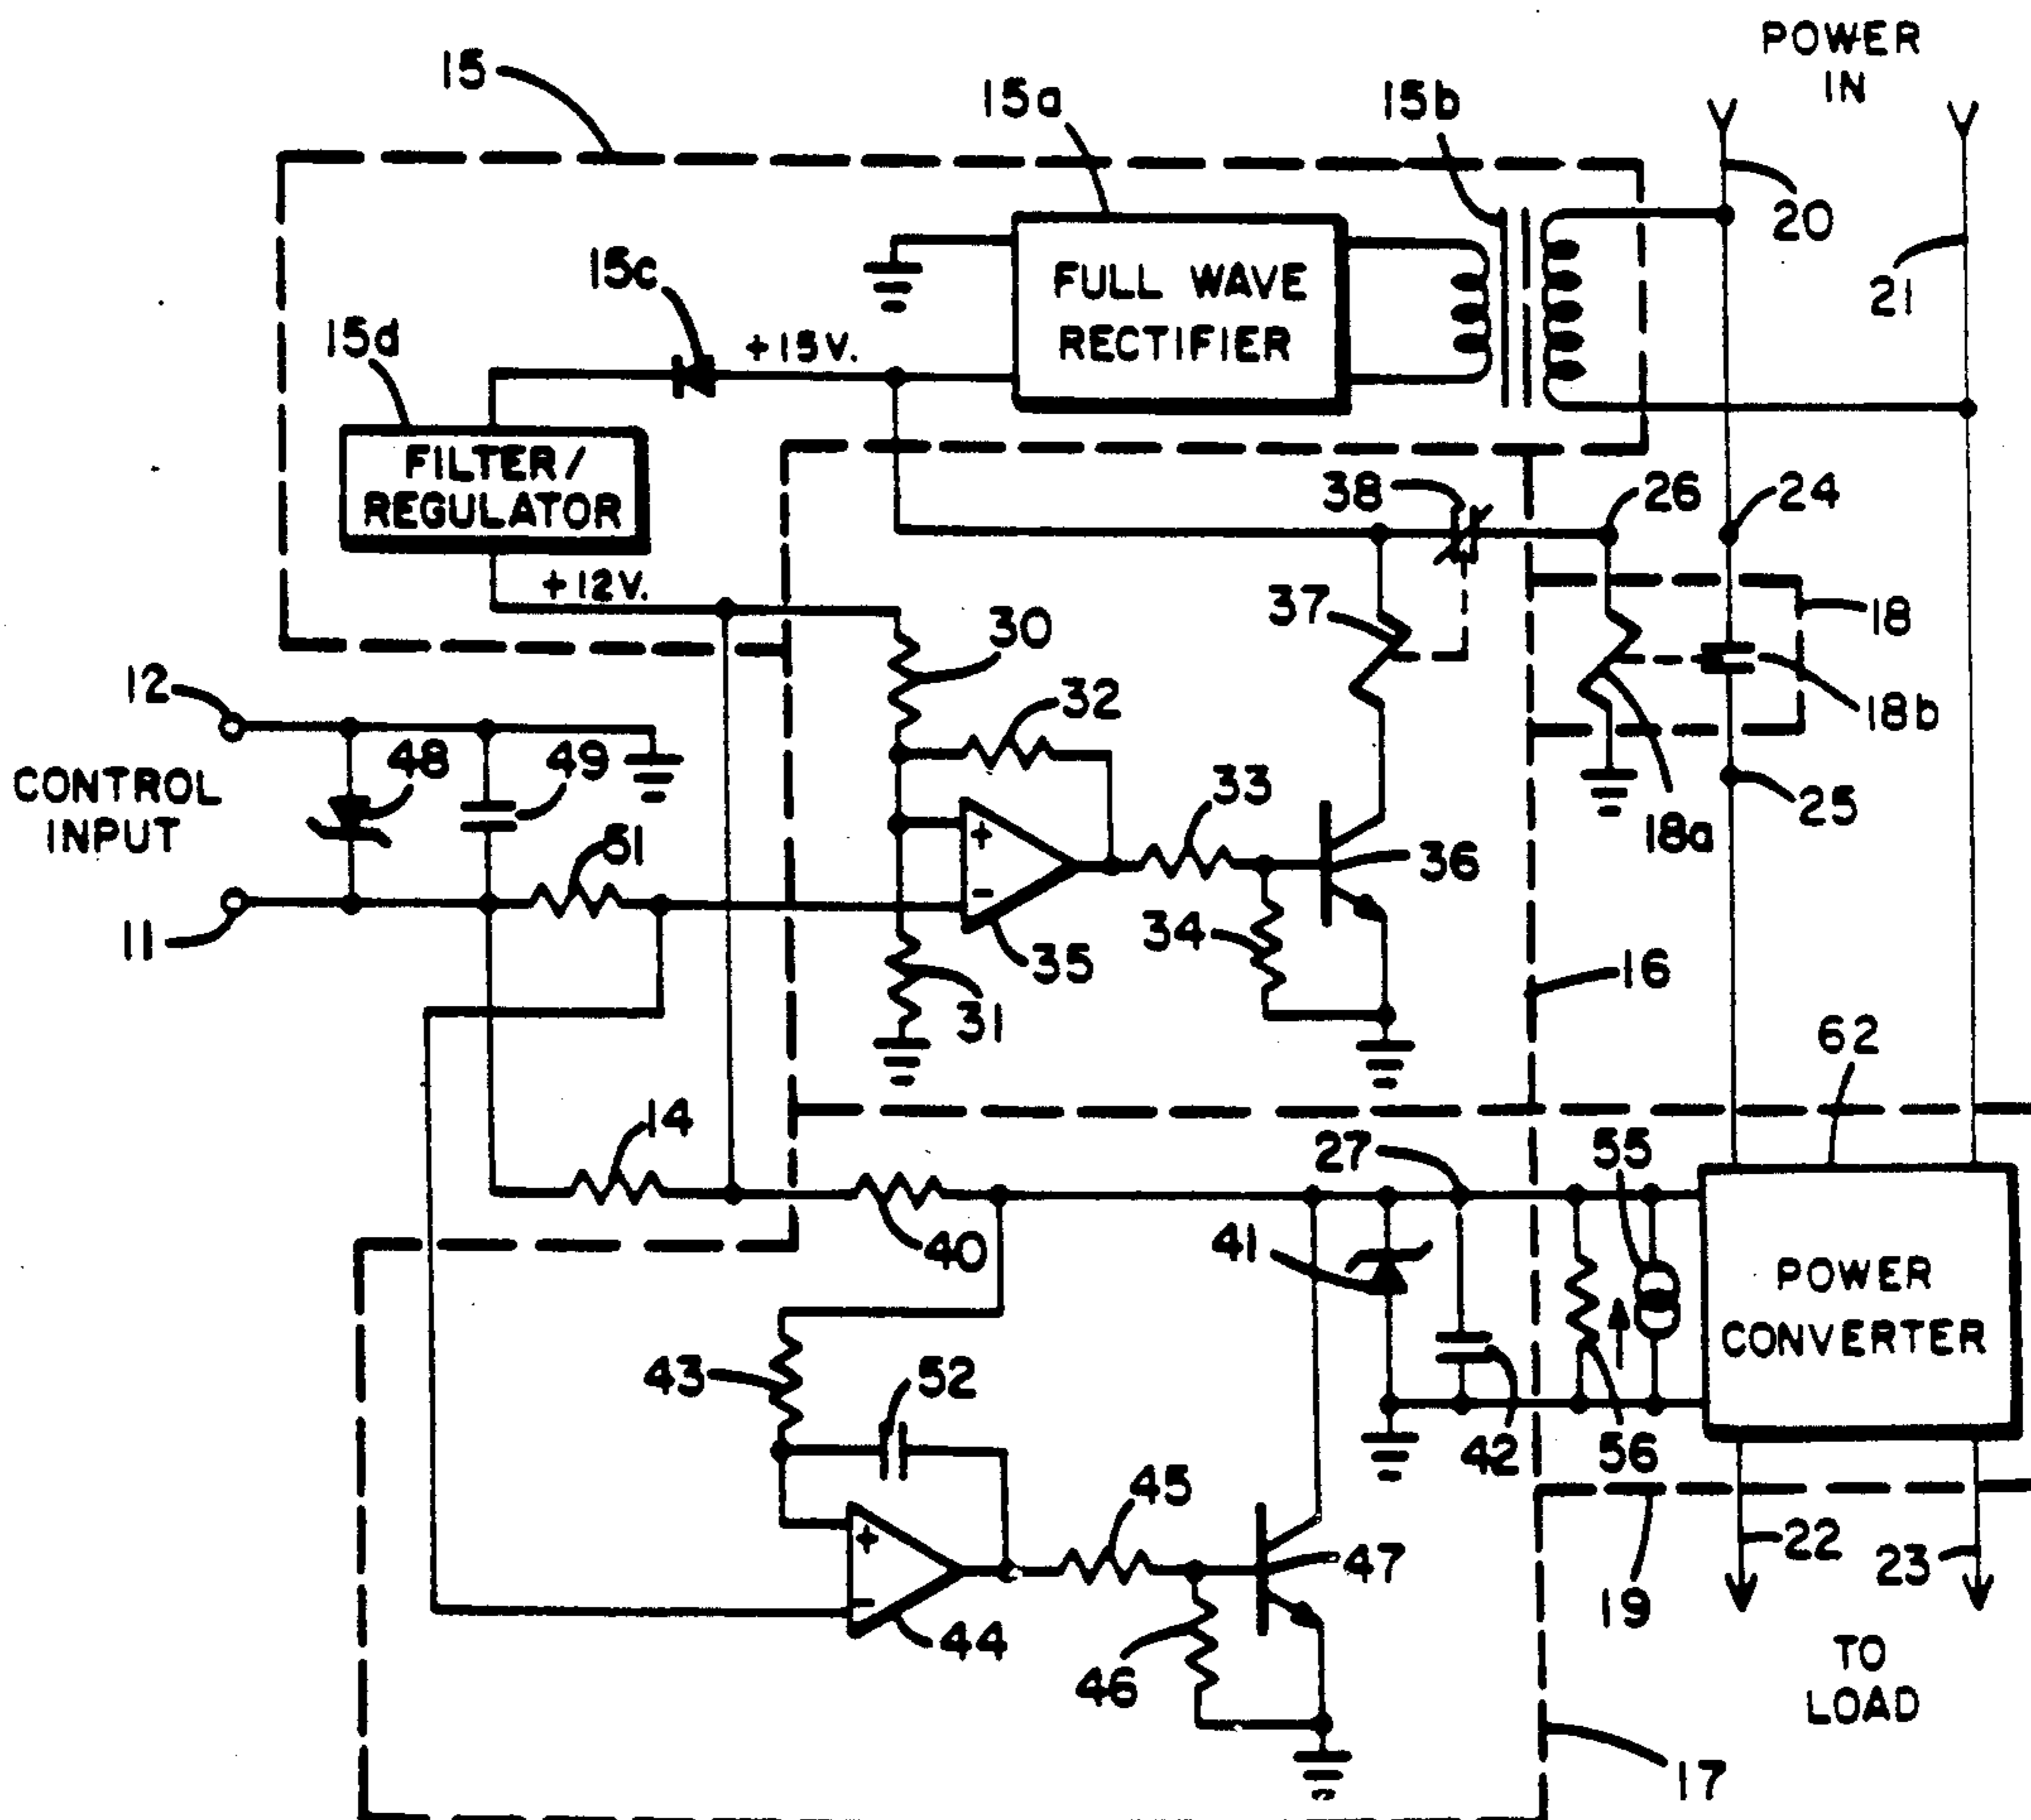 POWER
IN
15
15a
15b
20
21
15c
FULL WAVE
RECTIFIER
+15V.
15d
FILTER/
REGULATOR
+12V.
38
26
24
37
18
30
12
32
18b
48
49
CONTROL
INPUT
33
25
51
+
18a
36
-
11
34
35
16
31
62
14
27
55
40
41
POWER
CONVERTER
43
52
42
56
45
+
47
22
23
-
19
44
46
TO
LOAD
17